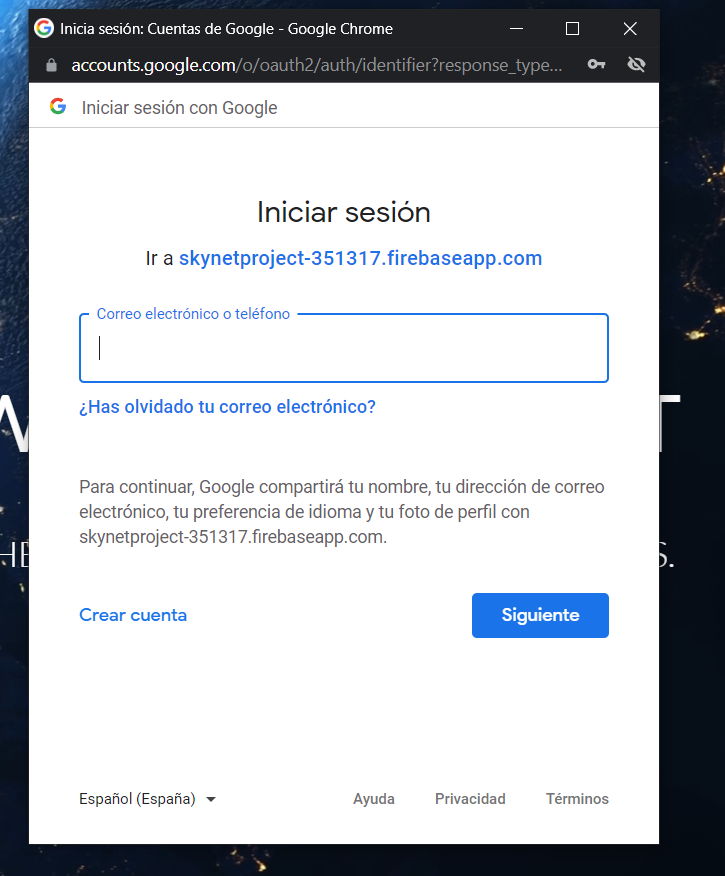 Inicia sesión: Cuentas de Google - Google Chrome
accounts.google.com/o/oauth2/auth/identifier?response_type...
Iniciar sesión con Google
Iniciar sesión
Ir a skynetproject-351317.firebaseapp.com
Correo electrónico o teléfono
¿Has olvidado tu correo electrónico?
Para continuar, Google compartirá tu nombre, tu dirección de correo
electrónico, tu preferencia de idioma y tu foto de perfil con
skynetproject-351317.firebaseapp.com.
Crear cuenta
Siguiente
Español (España)
Ayuda
Privacidad
Términos